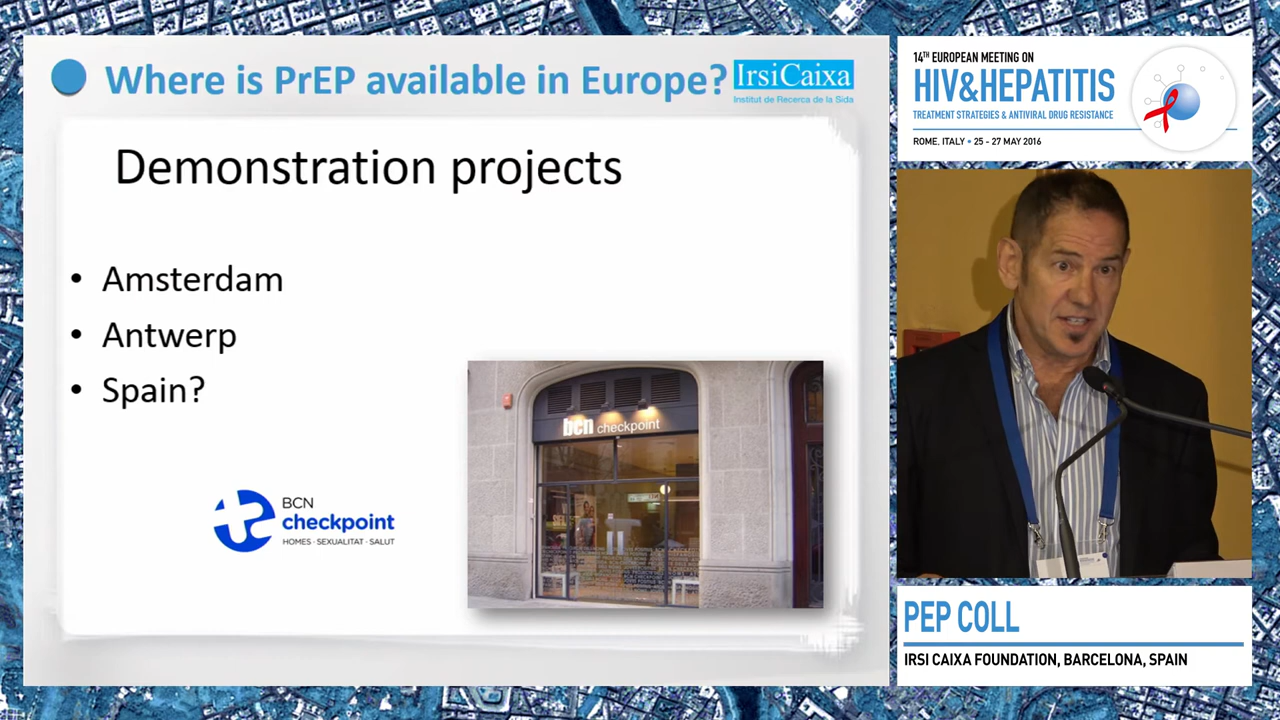 Where is PrEP available in Europe?
IrsiCaixa
Institut de Recerca de la Sida
Demonstration projects
• Amsterdam
• Antwerp
• Spain?
BCN
checkpoint
HOMES · SEXUALITAT · SALUT
bcn checkpoint
14TH EUROPEAN MEETING ON
HIV&HEPATITIS
TREATMENT STRATEGIES & ANTIVIRAL DRUG RESISTANCE
ROME, ITALY • 25 - 27 MAY 2016
PEP COLL
IRSI CAIXA FOUNDATION, BARCELONA, SPAIN